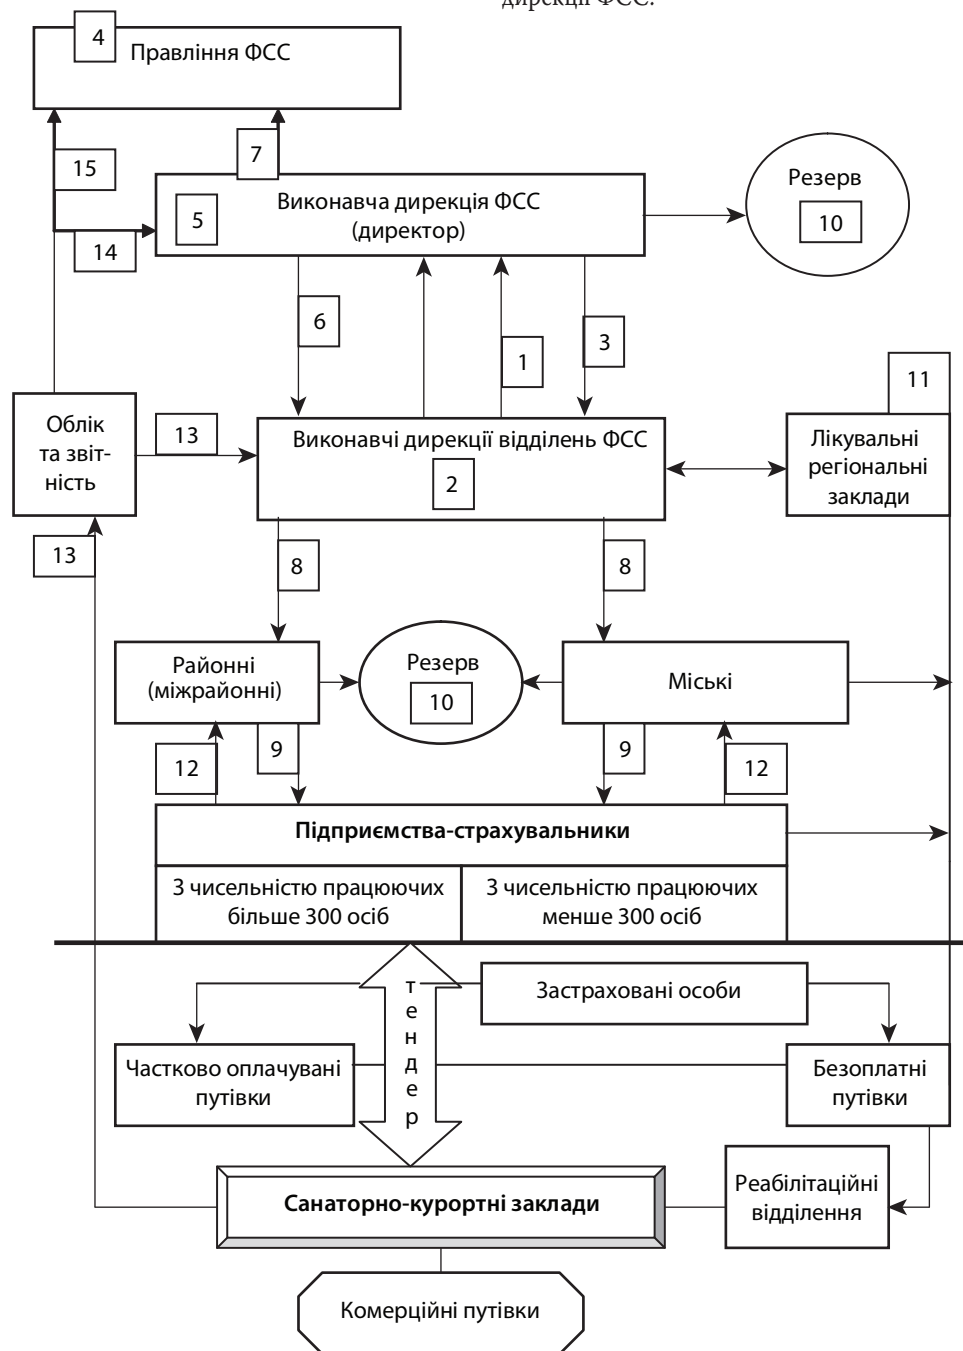 дирекції ФСС.
4
Правління ФСС
15
7
Виконавча дирекція ФСС
(директор)
5
14
Резерв
10
6
1
3
11
Облік
та звіт-
ність
13
Виконавчі дирекції відділень ФСС
2
Лікувальні
регіональні
заклади
13
8
8
Районні
(міжрайонні)
Резерв
10
Міські
12
9
9
12
Підприємства-страхувальники
З чисельністю працюючих
більше 300 осіб
З чисельністю працюючих
менше 300 осіб
тендер
Застраховані особи
Частково оплачувані
путівки
Безоплатні
путівки
Санаторно-курортні заклади
Реабілітаційні
відділення
Комерційні путівки